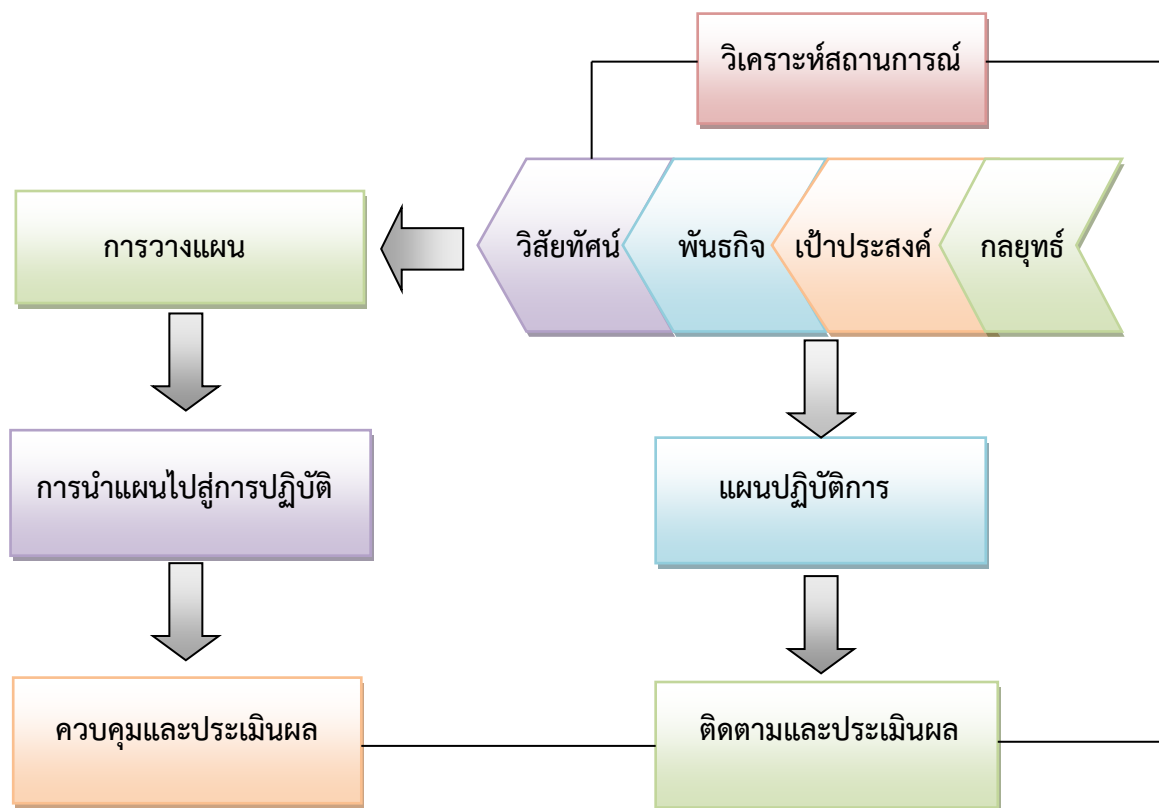 วิเคราะห์สถานการณ์
การวางแผน
วิสัยทัศน์
พันธกิจ
เป้าประสงค์
กลยุทธ์
การนำแผนไปสู่การปฏิบัติ
แผนปฏิบัติการ
ควบคุมและประเมินผล
ติดตามและประเมินผล